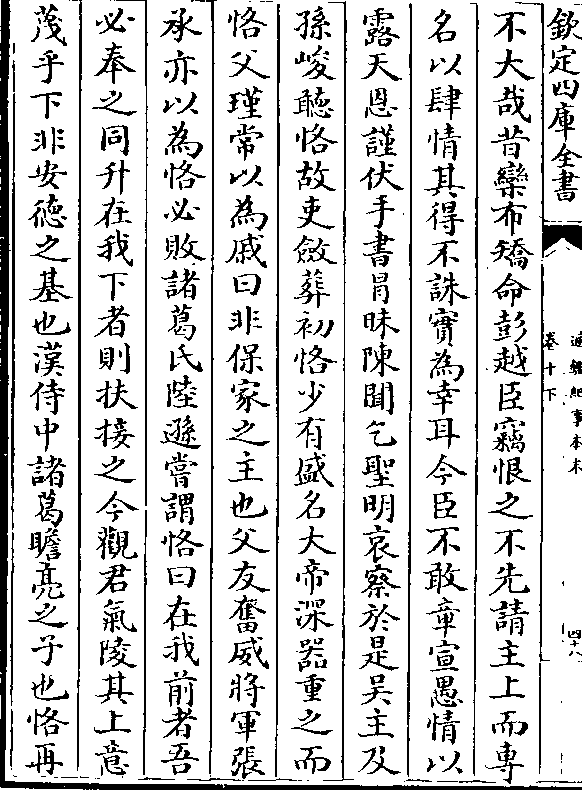 欽定四庫全書
通鑑紀事本末
卷十下
四十八
不大哉昔欒布矯命彭越臣竊恨之不先請主上而專
名以肆情其得不誅實為幸耳今臣不敢章宣愚情以
露天恩謹伏手書冒昧陳聞乞聖明哀察於是吳主及
孫峻聽恪故吏斂葬初恪少有盛名大帝深器重之而
恪父瑾常以為戚曰非保家之主也父友奮威將軍張
承亦以為恪必敗諸葛氏陸遜嘗謂恪曰在我前者吾
必奉之同升在我下者則扶接之今觀君氣陵其上意
蔑乎下非安德之基也漢侍中諸葛瞻亮之子也恪再